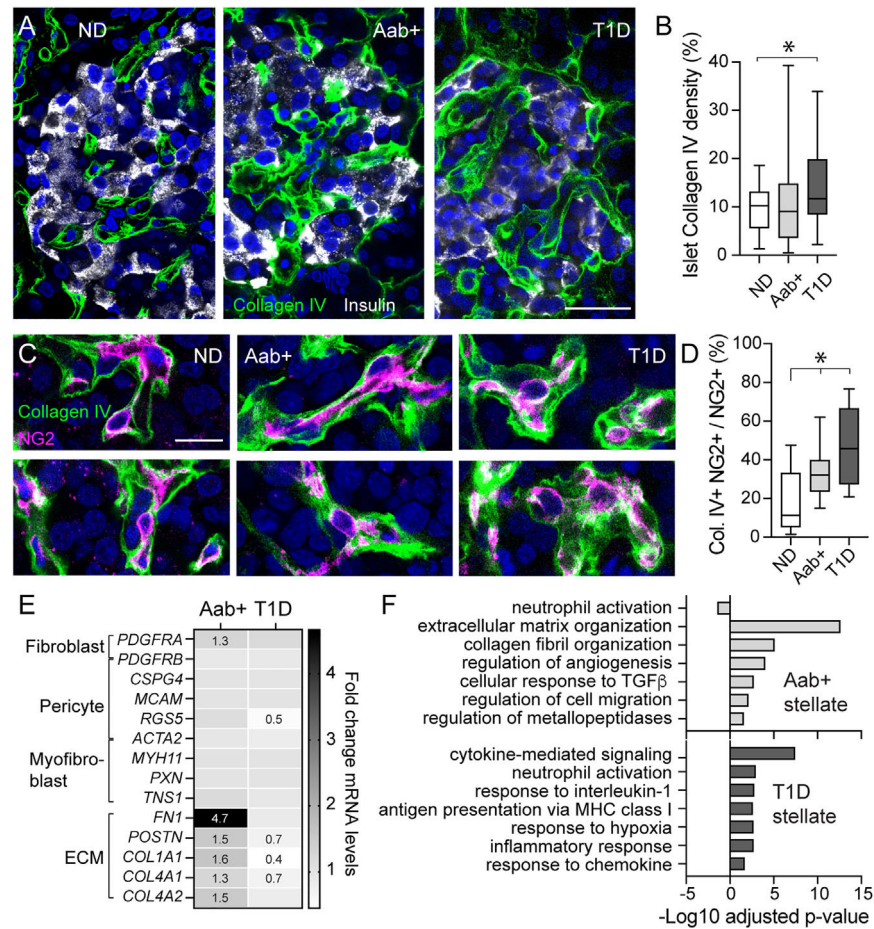 A
ND
Aab+
T1D
Collagen IV
Insulin
B
Islet Collagen IV density (%)
*
40
30
20
10
0
ND
Aab+
T1D
C
ND
Aab+
T1D
Collagen IV
NG2
D
Col. IV+ NG2+ / NG2+ (%)
*
100
80
60
40
20
0
ND
Aab+
T1D
E
Aab+
T1D
Fibroblast
PDGFRA
1.3
PDGFRB
Pericyte
CSPG4
MCAM
RGS5
0.5
ACTA2
Myofibro-
blast
MYH11
PXN
TNS1
ECM
FN1
4.7
POSTN
1.5
0.7
COL1A1
1.6
0.4
COL4A1
1.3
0.7
COL4A2
1.5
4
3
2
1
Fold change mRNA levels
F
neutrophil activation
extracellular matrix organization
collagen fibril organization
regulation of angiogenesis
cellular response to TGFβ
regulation of cell migration
regulation of metallopeptidases
Aab+
stellate
cytokine-mediated signaling
neutrophil activation
response to interleukin-1
antigen presentation via MHC class I
response to hypoxia
inflammatory response
response to chemokine
T1D
stellate
-5
0
5
10
15
-Log10 adjusted p-value